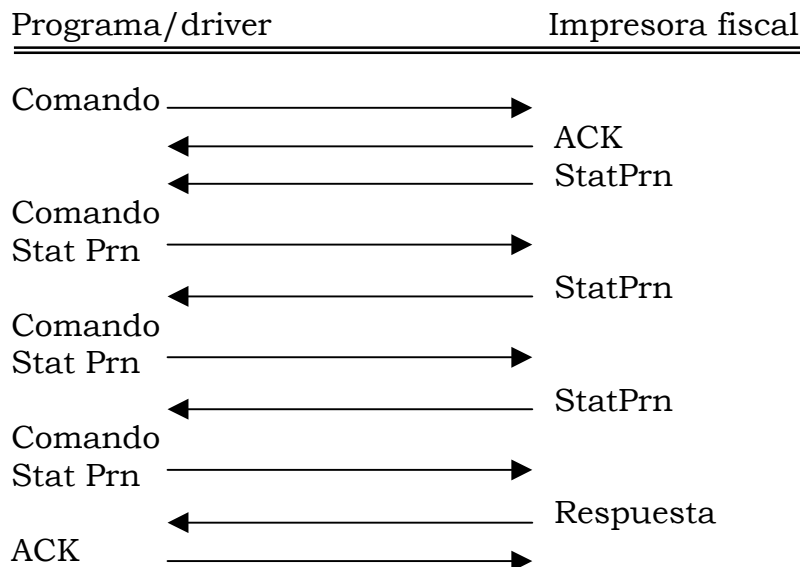 Programa/driver Impresora fiscal
Comando
ACK
StatPrn
Comando
Stat Prn
StatPrn
Comando
Stat Prn
StatPrn
Comando
Stat Prn
Respuesta
ACK